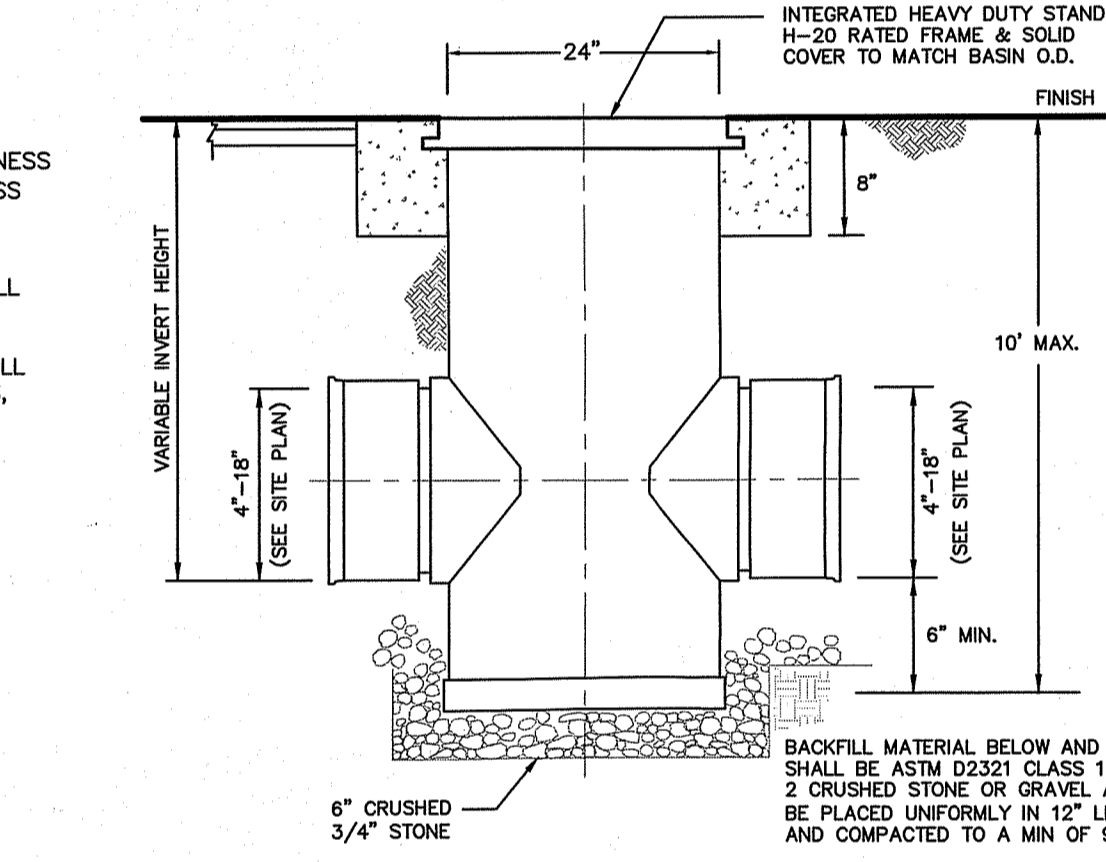 INTEGRATED HEAVY DUTY STAND
H-20 RATED FRAME & SOLID
COVER TO MATCH BASIN O.D.
24"
FINISH
NESS
SS
8"
VARIABLE INVERT HEIGHT
LL
10' MAX.
LL
,
4"-18"
(SEE SITE PLAN)
4"-18"
(SEE SITE PLAN)
6" MIN.
BACKFILL MATERIAL BELOW AND
SHALL BE ASTM D2321 CLASS 1
2 CRUSHED STONE OR GRAVEL
BE PLACED UNIFORMLY IN 12"
AND COMPACTED TO A MIN OF
6" CRUSHED
3/4" STONE